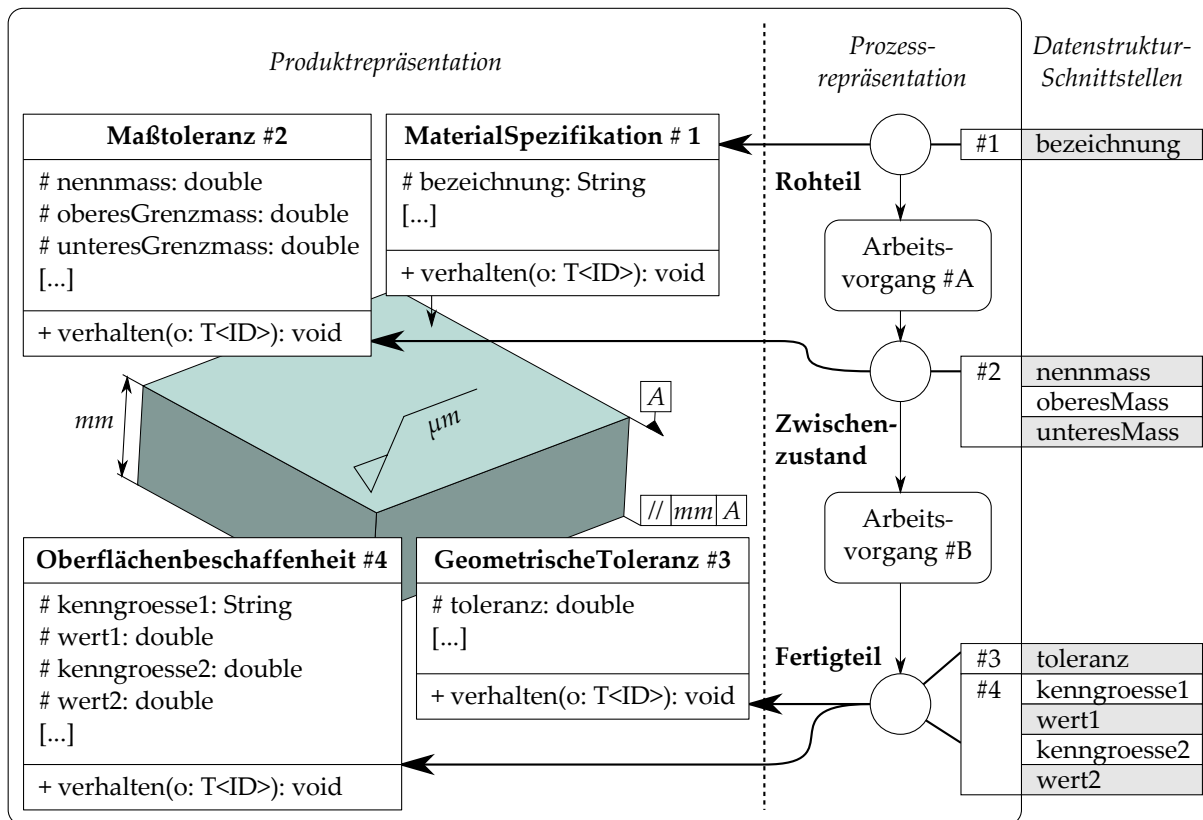 Produktrepräsentation
Prozess-
repräsentation
Datenstruktur-
Schnittstellen
Maßtoleranz #2
# nennmass: double
# oberesGrenzmass: double
# unteresGrenzmass: double
[...]
+ verhalten(o: T<ID>): void
MaterialSpezifikation # 1
# bezeichnung: String
[...]
+ verhalten(o: T<ID>): void
#1 bezeichnung
Rohteil
Arbeits-
vorgang #A
#2 nennmass
oberesMass
unteresMass
Zwischen-
zustand
mm
µm
A
// mm A
Arbeits-
vorgang #B
Oberflächenbeschaffenheit #4
# kenngroesse1: String
# wert1: double
# kenngroesse2: double
# wert2: double
[...]
+ verhalten(o: T<ID>): void
GeometrischeToleranz #3
# toleranz: double
[...]
+ verhalten(o: T<ID>): void
Fertigteil
#3 toleranz
#4 kenngroesse1
wert1
kenngroesse2
wert2